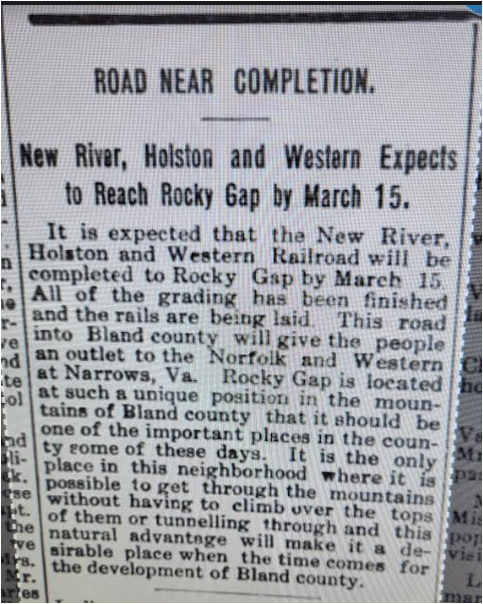 ROAD NEAR COMPLETION.
New River, Holston and Western Expects
to Reach Rocky Gap by March 15.
It is expected that the New River,
Holston and Western Railroad will be
completed to Rocky Gap by March 15
All of the grading has been finished
and the rails are being laid. This road
into Bland county will give the people
an outlet to the Norfolk and Western
at Narrows, Va. Rocky Gap is located
at such a unique position in the moun-
tains of Bland county that it should be
one of the important places in the coun-
ty some of these days. It is the only
place in this neighborhood where it is
possible to get through the mountains
without having to climb over the tops
of them or tunnelling through and this
natural advantage will make it a de-
sirable place when the time comes for
the development of Bland county.